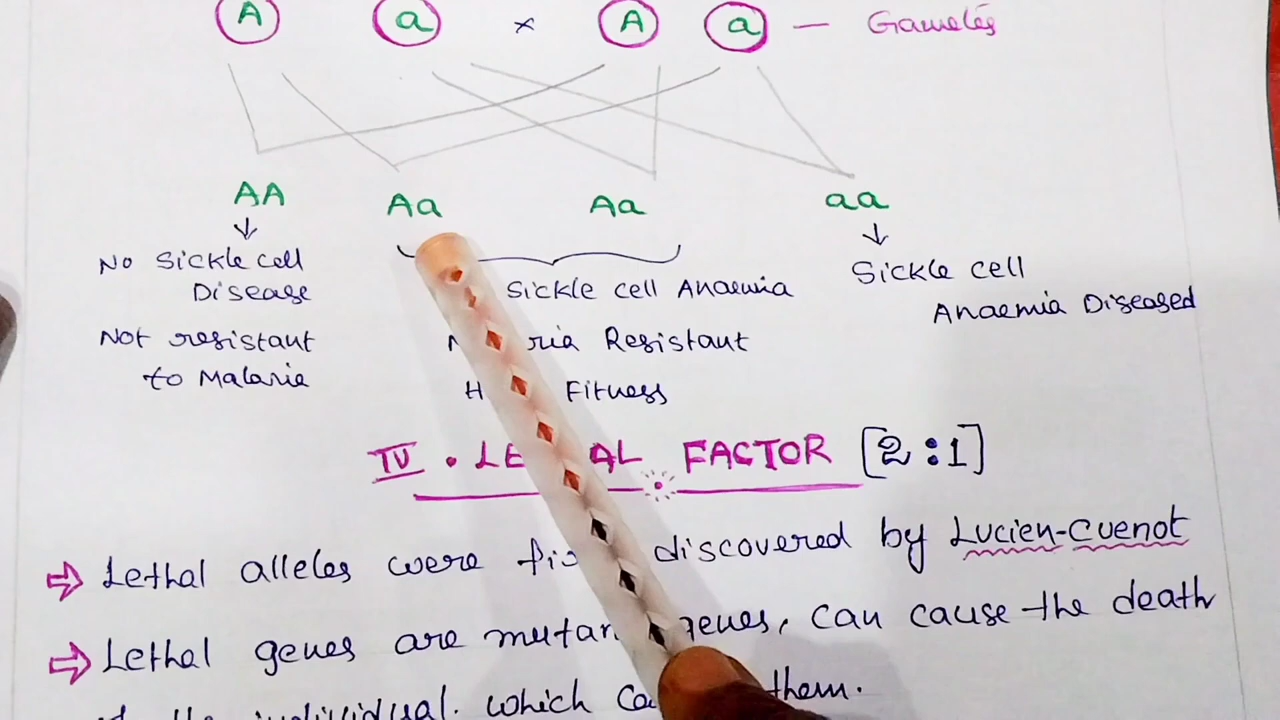 A a × A a — Gametes
AA Aa Aa aa
No Sickle cell Disease
Not resistant to Malaria
Sickle cell Anaemia
Resistant
Fitness
Sickle cell Anaemia Diseased
IV . FACTOR [2:1]
⇒ Lethal alleles were discovered by Lucien-Cuenot
⇒ Lethal genes are genes, can cause the death
individual. which them.